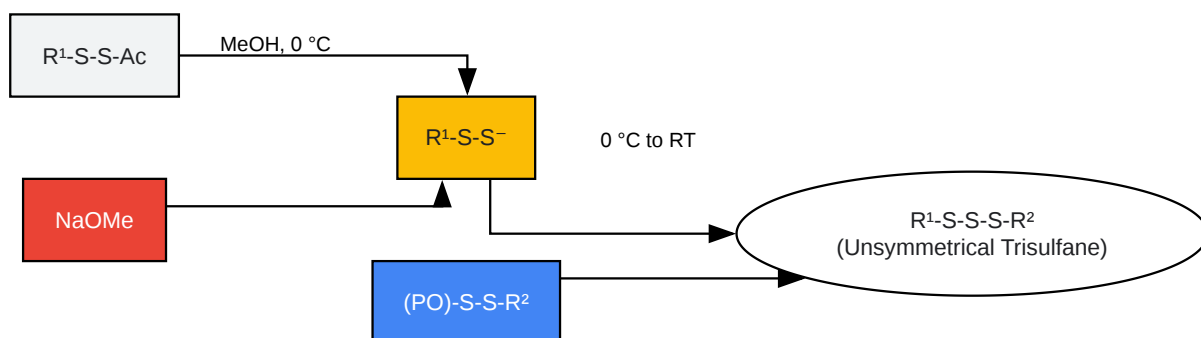 R¹-S-S-Ac
MeOH, 0 °C
R¹-S-S⁻
0 °C to RT
NaOMe
R¹-S-S-S-R²
(Unsymmetrical Trisulfane)
(PO)-S-S-R²